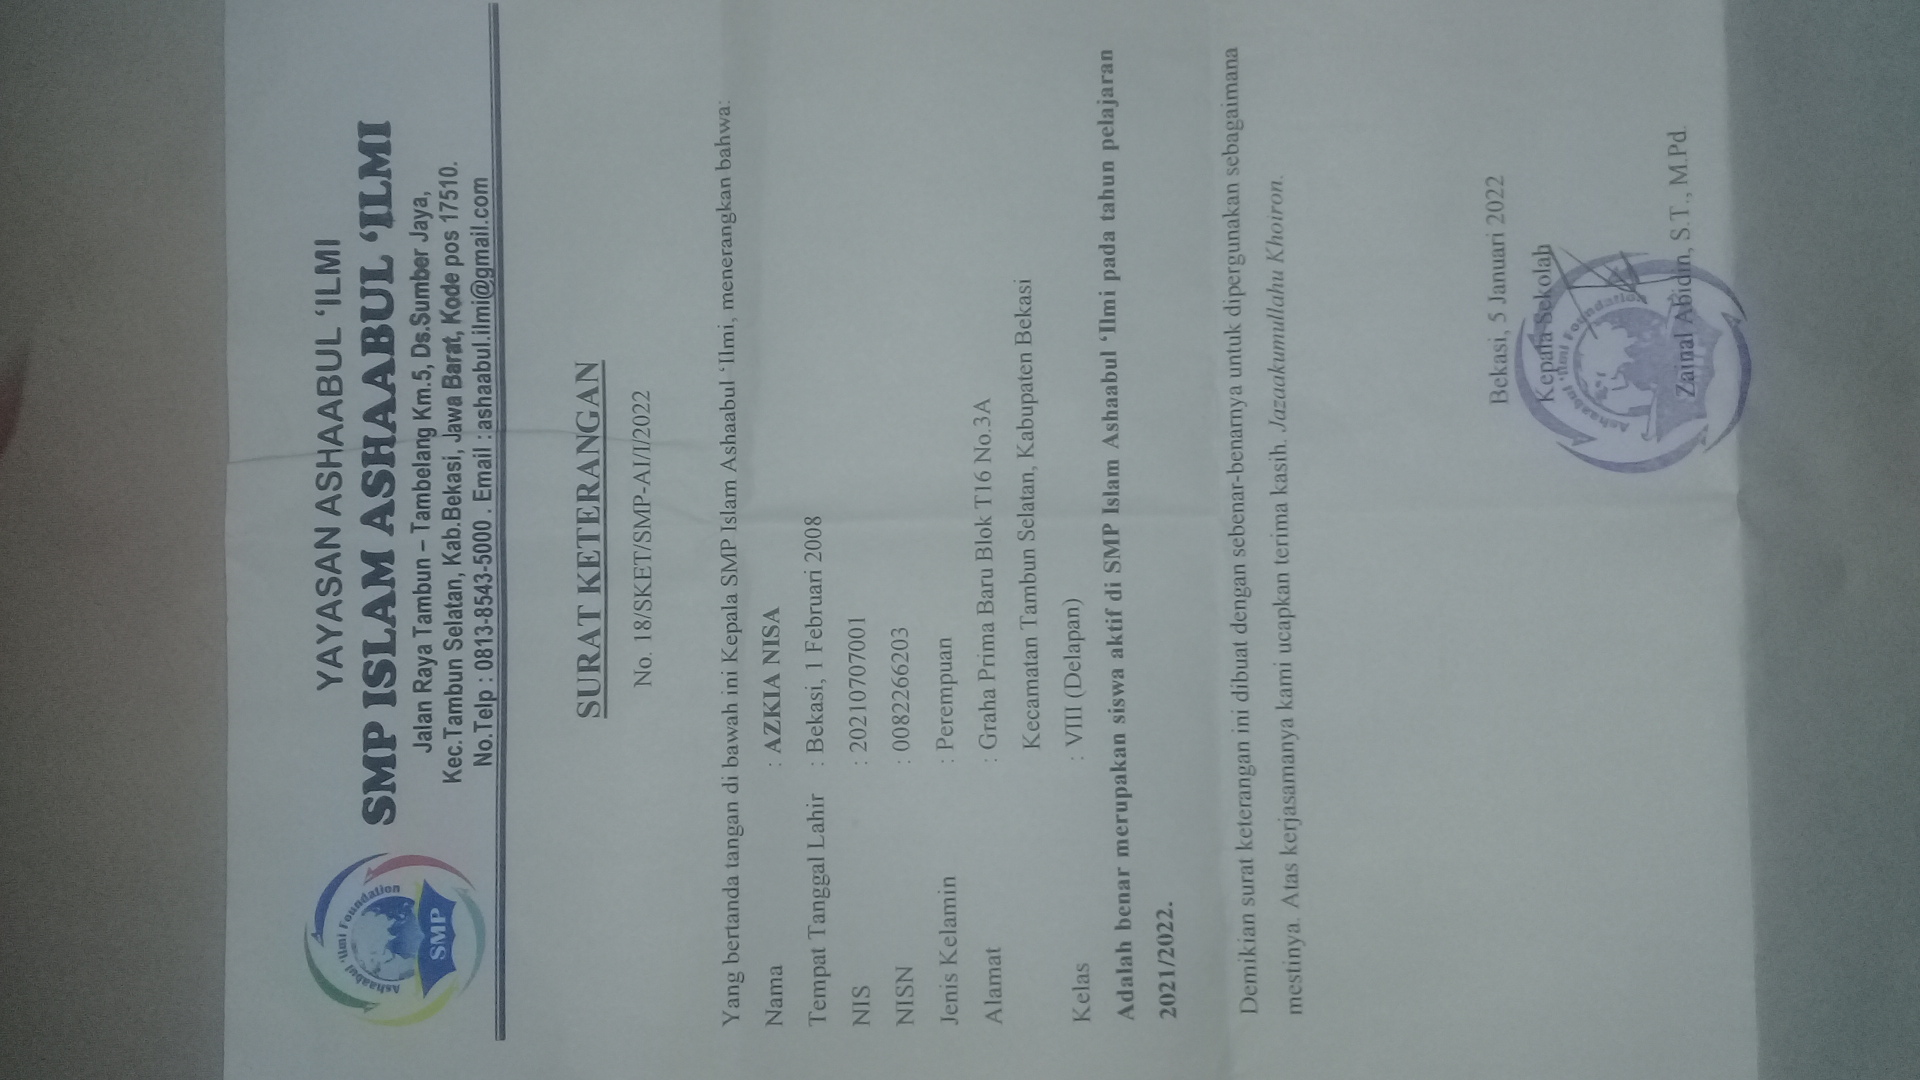 YAYASAN ASHAABUL ‘ILMI
SMP ISLAM ASHAABUL ‘ILMI
Jalan Raya Tambun – Tambelang Km.5, Ds.Sumber Jaya,
Kec.Tambun Selatan, Kab.Bekasi, Jawa Barat, Kode pos 17510.
No.Telp : 0813-8543-5000 . Email : ashaabul.ilmi@gmail.com
Ashaabul ‘Ilmi Foundation
SMP
SURAT KETERANGAN
No. 18/SKET/SMP-AI/I/2022
Yang bertanda tangan di bawah ini Kepala SMP Islam Ashaabul ‘Ilmi, menerangkan bahwa:
Nama : AZKIA NISA
Tempat Tanggal Lahir : Bekasi, 1 Februari 2008
NIS : 20210707001
NISN : 0082266203
Jenis Kelamin : Perempuan
Alamat : Graha Prima Baru Blok T16 No.3A
Kecamatan Tambun Selatan, Kabupaten Bekasi
Kelas : VIII (Delapan)
Adalah benar merupakan siswa aktif di SMP Islam Ashaabul ‘Ilmi pada tahun pelajaran
2021/2022.
Demikian surat keterangan ini dibuat dengan sebenar-benarnya untuk dipergunakan sebagaimana
mestinya. Atas kerjasamanya kami ucapkan terima kasih. Jazaakumullahu Khoiron.
Bekasi, 5 Januari 2022
Kepala Sekolah
Ashaabul ‘Ilmi Foundation
Zainal Abidin, S.T., M.Pd.